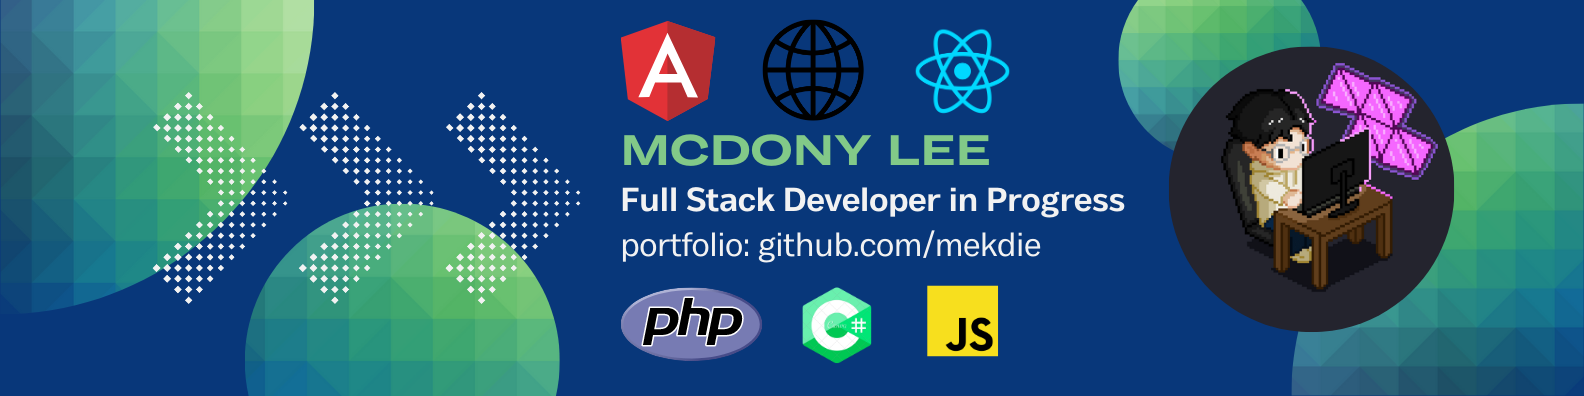 A
MCDONY LEE
Full Stack Developer in Progress
portfolio: github.com/mekdie
php
C#
JS